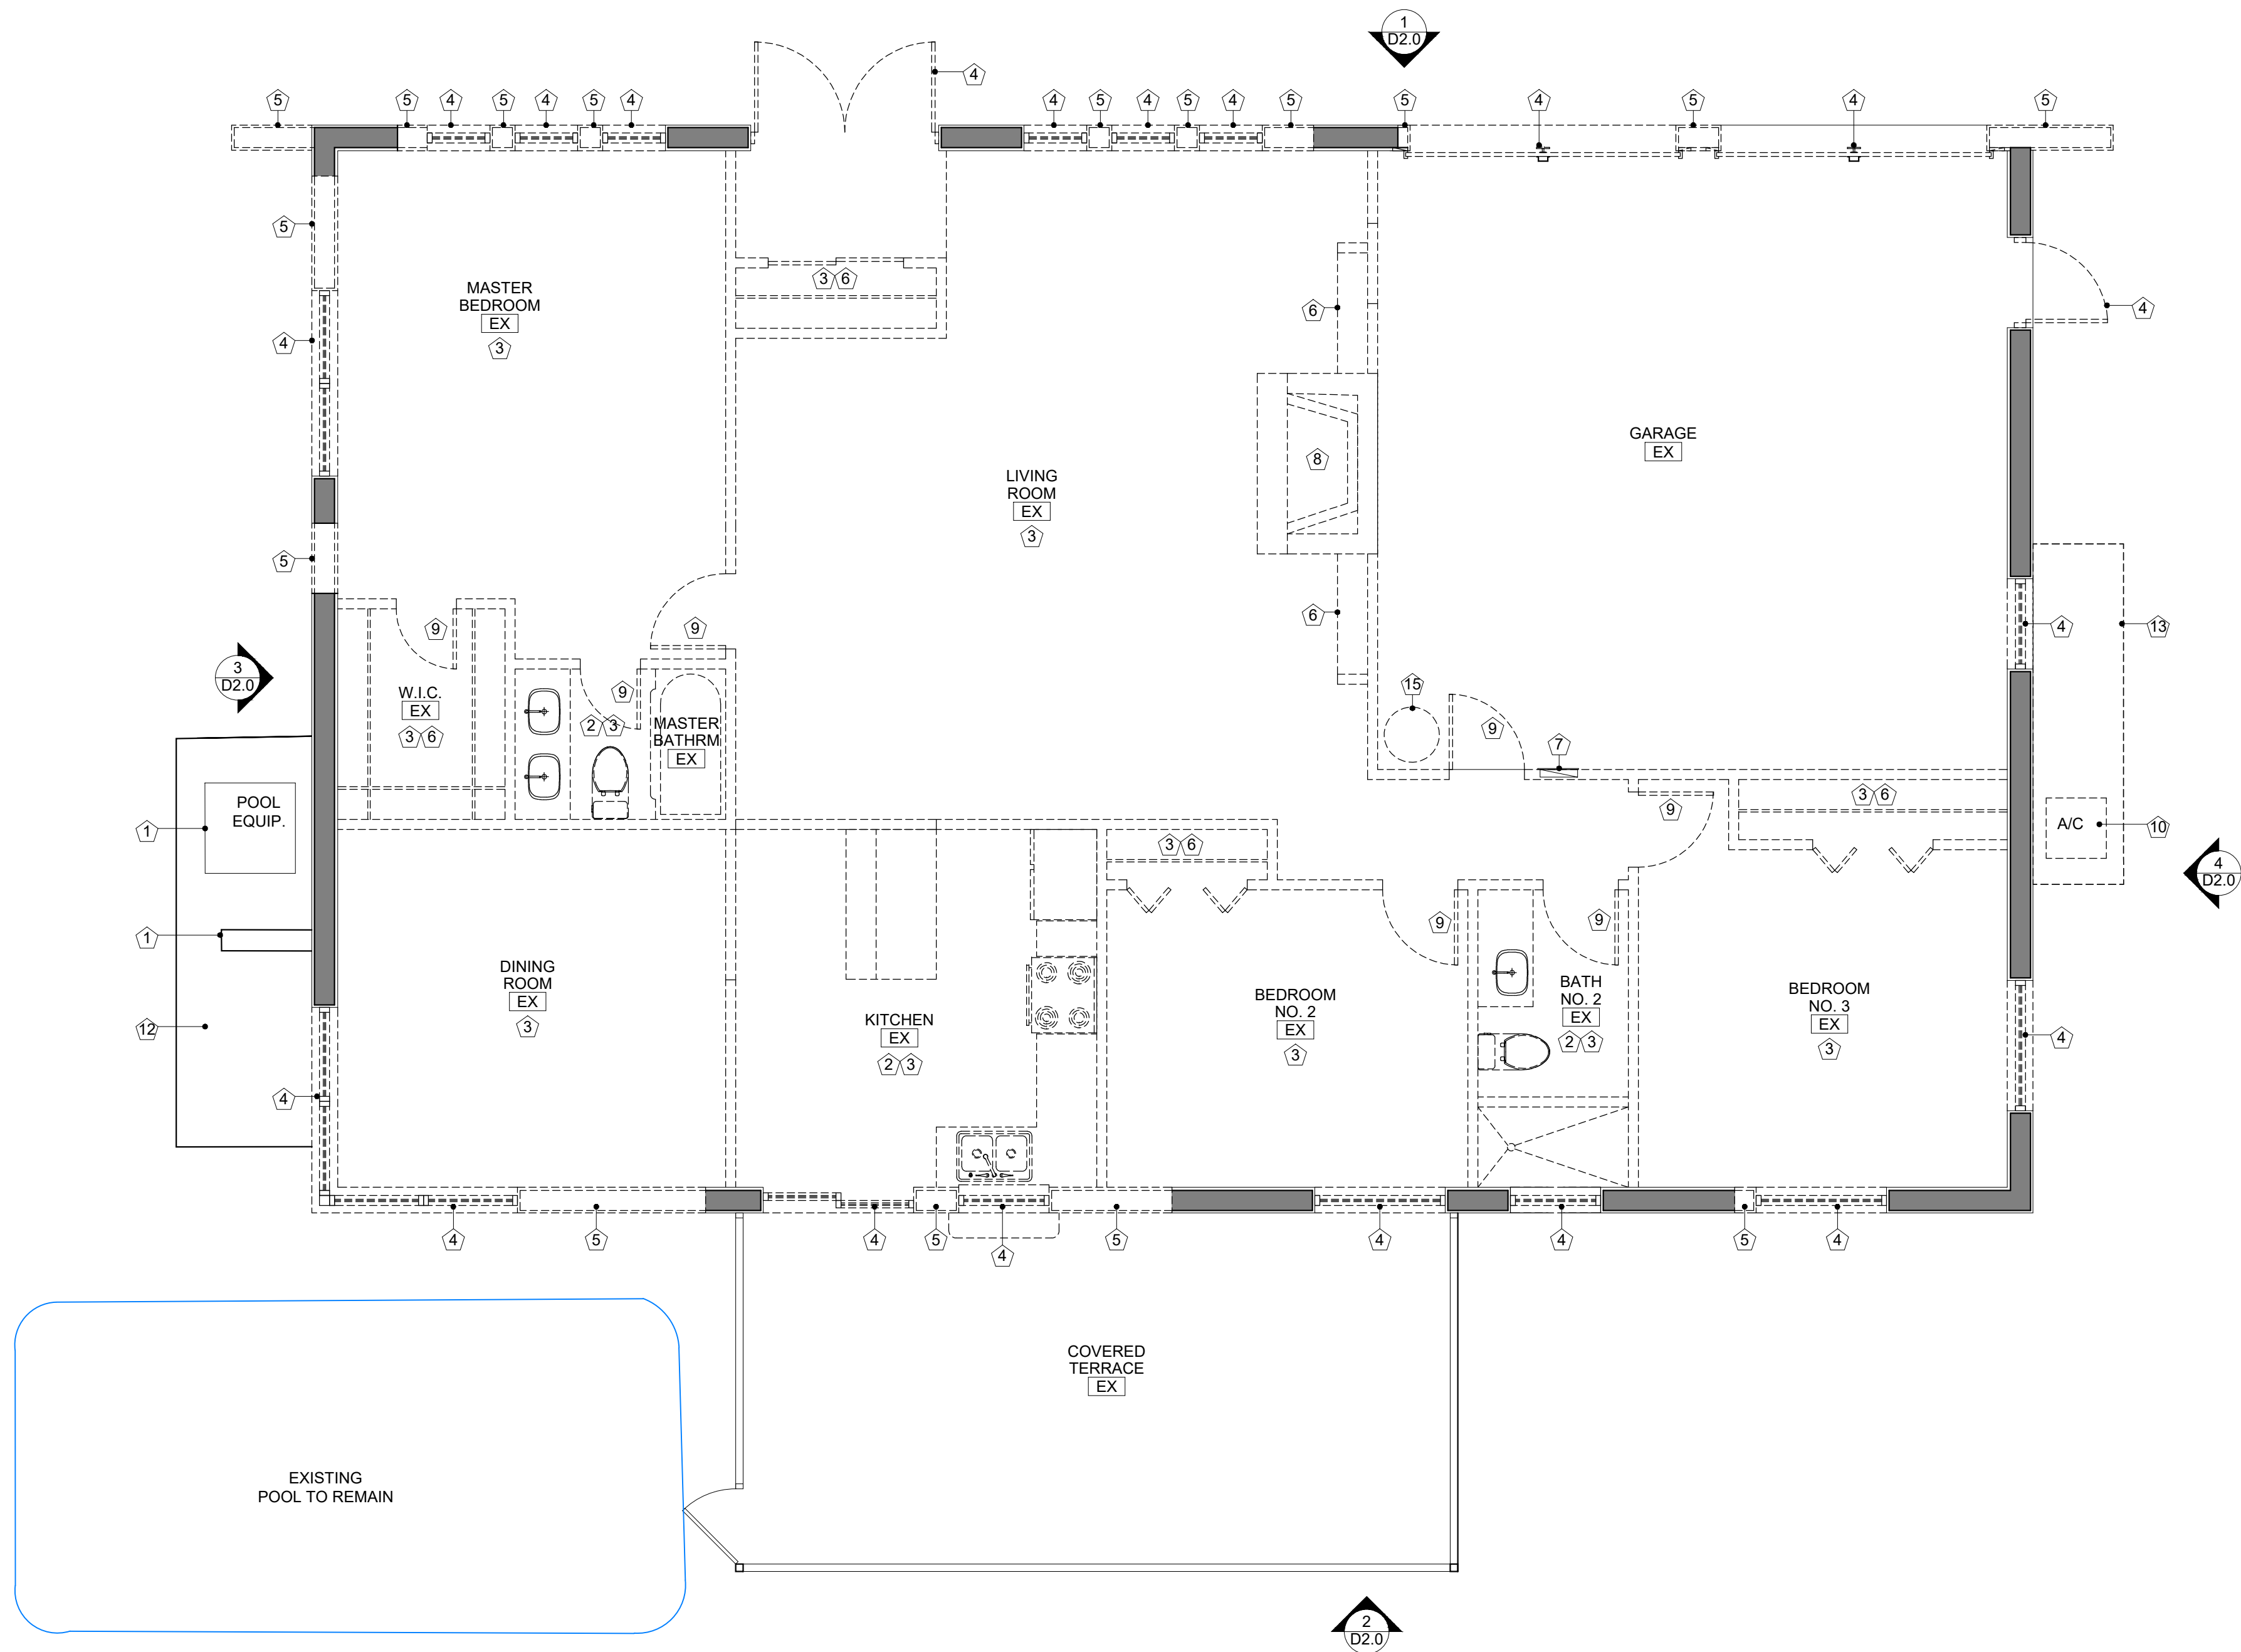 1
D2.0
4
5
5
4
5
4
5
4
4
5
4
5
4
5
5
4
5
4
5
5
3 6
MASTER
BEDROOM
EX
3
4
6
4
GARAGE
EX
8
LIVING
ROOM
EX
3
5
6
9
9
4
13
3
D2.0
W.I.C.
EX
3 6
9
2 3
MASTER
BATHRM
EX
15
9
7
POOL
EQUIP.
1
3 6
9
A/C
10
3 6
4
D2.0
1
9
9
DINING
ROOM
EX
3
KITCHEN
EX
2 3
BEDROOM
NO. 2
EX
3
BATH
NO. 2
EX
2 3
BEDROOM
NO. 3
EX
3
12
4
4
4
5
4
5
4
5
4
4
5
4
COVERED
TERRACE
EX
EXISTING
POOL TO REMAIN
2
D2.0